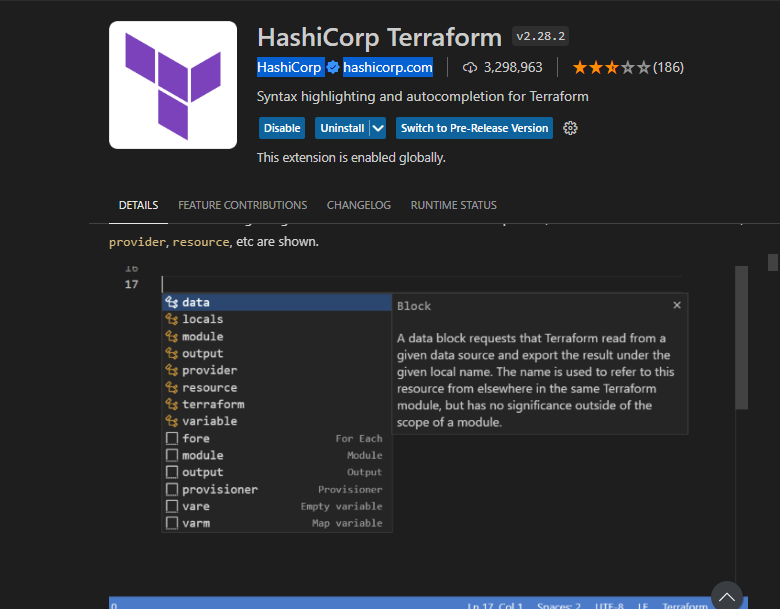 HashiCorp Terraform v2.28.2
HashiCorp hashicorp.com 3,298,963 (186)
Syntax highlighting and autocompletion for Terraform
Disable Uninstall Switch to Pre-Release Version
This extension is enabled globally.
DETAILS FEATURE CONTRIBUTIONS CHANGELOG RUNTIME STATUS
provider, resource, etc are shown.
16
17
data
locals
module
output
provider
resource
terraform
variable
fore For Each
module Module
output Output
provisioner Provisioner
vare Empty variable
varm Map variable
Block
A data block requests that Terraform read from a
given data source and export the result under the
given local name. The name is used to refer to this
resource from elsewhere in the same Terraform
module, but has no significance outside of the
scope of a module.
0 Ln 17, Col 1 Spaces: 2 UTF-8 LF Terraform